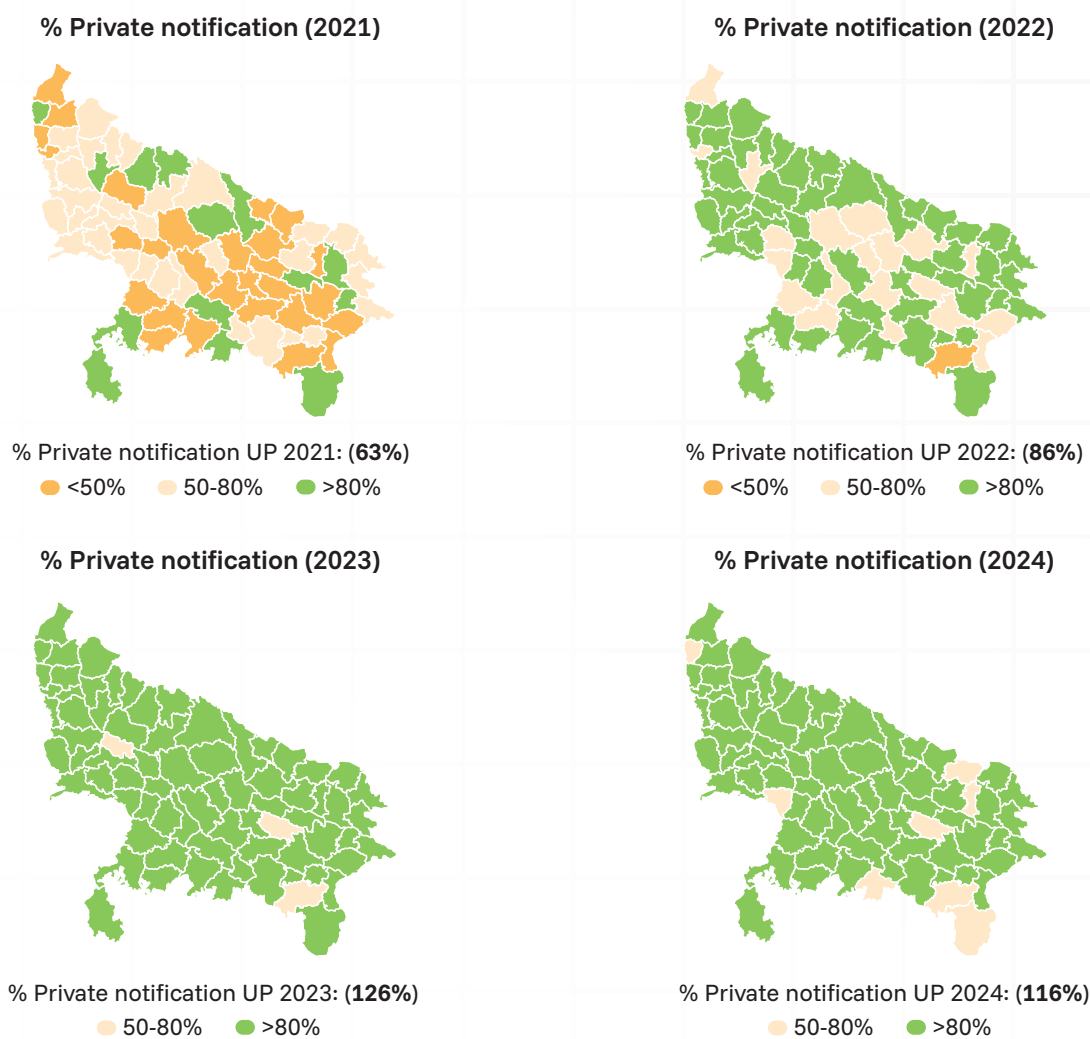 % Private notification (2021)
% Private notification (2022)
% Private notification UP 2021: (63%)
<50% 50-80% >80%
% Private notification UP 2022: (86%)
<50% 50-80% >80%
% Private notification (2023)
% Private notification (2024)
% Private notification UP 2023: (126%)
50-80% >80%
% Private notification UP 2024: (116%)
50-80% >80%